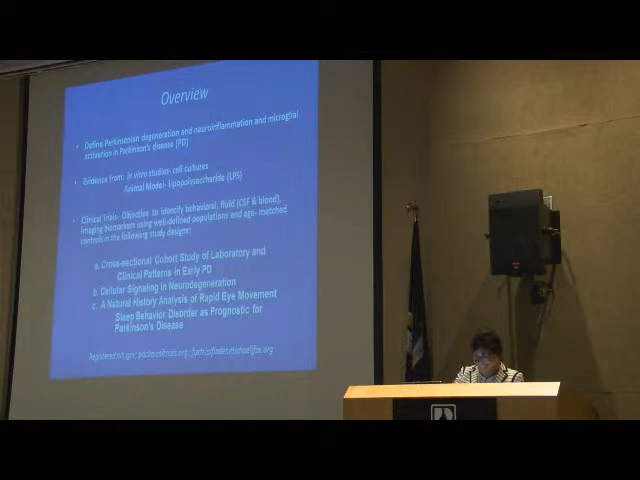 Overview
• Define Parkinsonian degeneration and neuroinflammation and microglial
activation in Parkinson's disease (PD)
• Evidence from: In vitro studies- cell cultures
Animal Model- Lipopolysaccharide (LPS)
• Clinical Trials- Objective to identify behavioral, fluid (CSF & blood),
imaging biomarkers using well-defined populations and age- matched
controls in the following study designs:
a. Cross-sectional Cohort Study of Laboratory and
Clinical Patterns in Early PD
b. Cellular Signaling in Neurodegeneration
c. A Natural History Analysis of Rapid Eye Movement
Sleep Behavior Disorder as Prognostic for
Parkinson's Disease